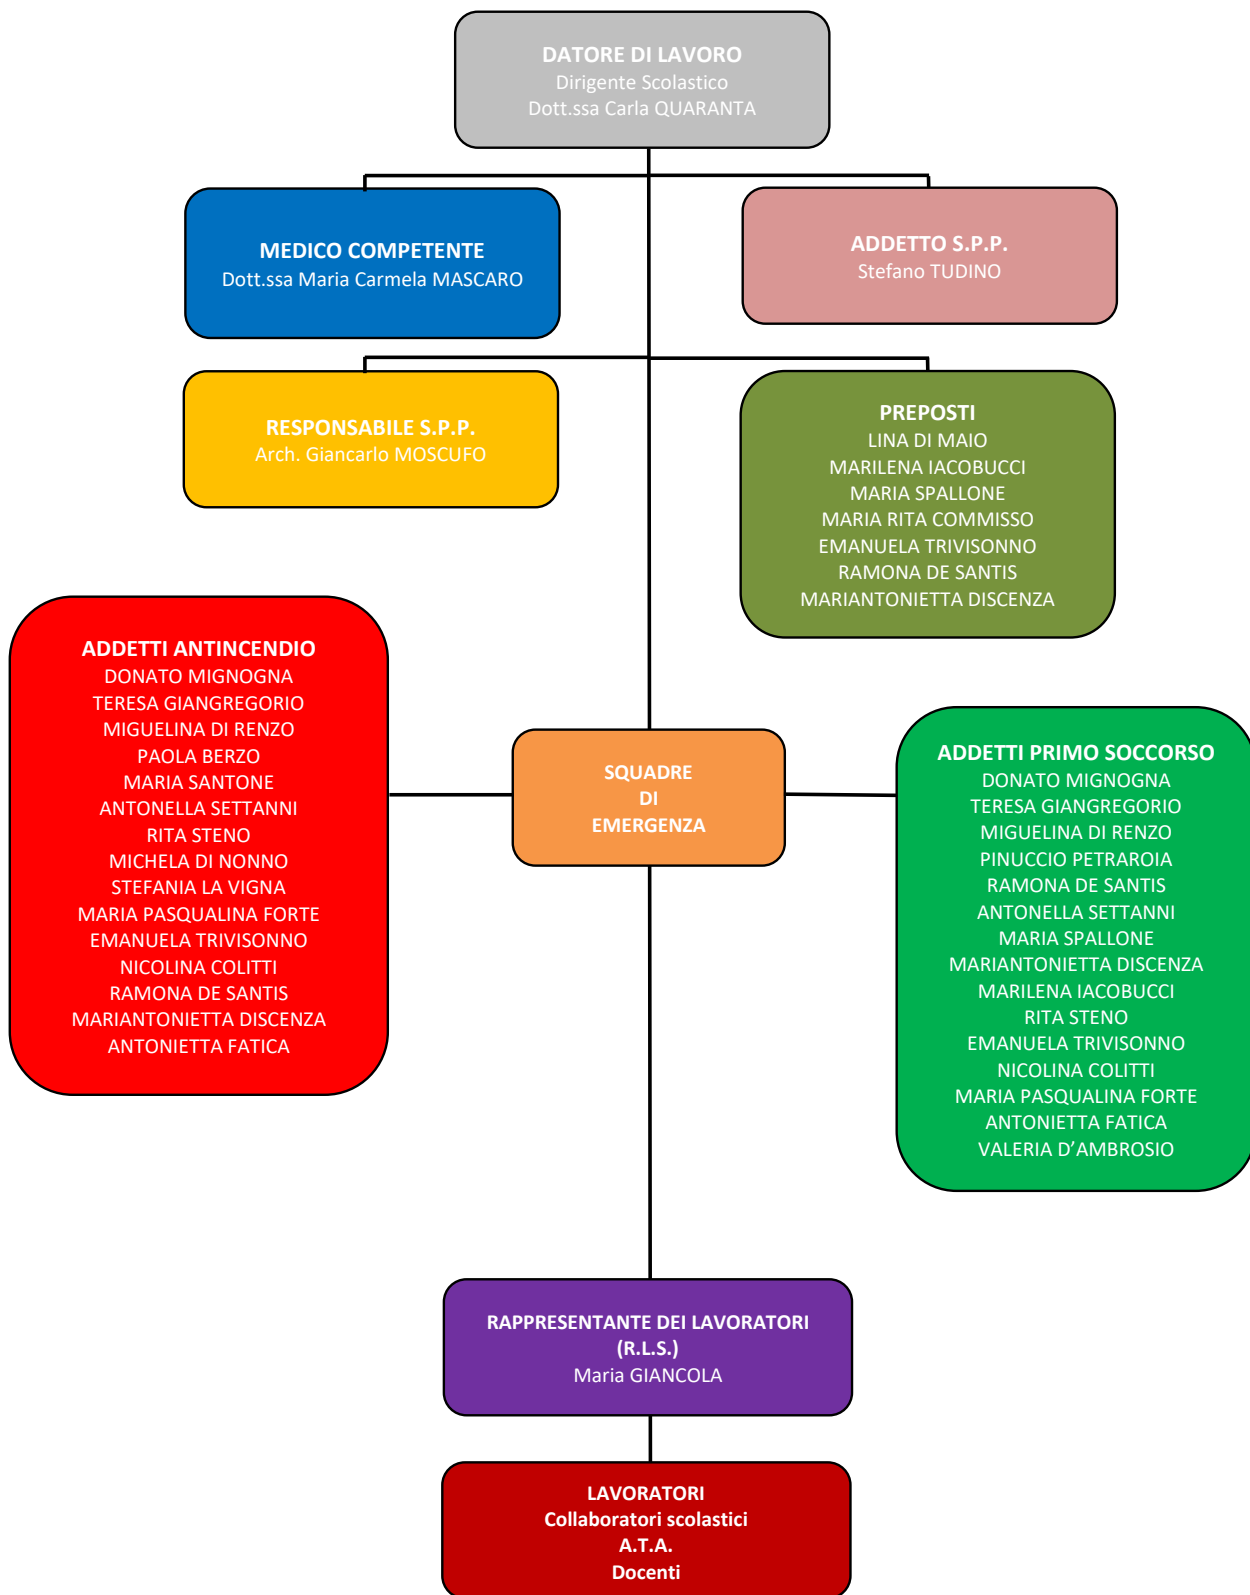 DATORE DI LAVORO
Dirigente Scolastico
Dott.ssa Carla QUARANTA
MEDICO COMPETENTE
Dott.ssa Maria Carmela MASCARO
ADDETTO S.P.P.
Stefano TUDINO
RESPONSABILE S.P.P.
Arch. Giancarlo MOSCUFO
PREPOSTI
LINA DI MAIO
MARILENA IACOBUCCI
MARIA SPALLONE
MARIA RITA COMMISSO
EMANUELA TRIVISONNO
RAMONA DE SANTIS
MARIANTONIETTA DISCENZA
ADDETTI ANTINCENDIO
DONATO MIGNOGNA
TERESA GIANGREGORIO
MIGUELINA DI RENZO
PAOLA BERZO
MARIA SANTONE
ANTONELLA SETTANNI
RITA STENO
MICHELA DI NONNO
STEFANIA LA VIGNA
MARIA PASQUALINA FORTE
EMANUELA TRIVISONNO
NICOLINA COLITTI
RAMONA DE SANTIS
MARIANTONIETTA DISCENZA
ANTONIETTA FATICA
SQUADRE
DI
EMERGENZA
ADDETTI PRIMO SOCCORSO
DONATO MIGNOGNA
TERESA GIANGREGORIO
MIGUELINA DI RENZO
PINUCCIO PETRAROIA
RAMONA DE SANTIS
ANTONELLA SETTANNI
MARIA SPALLONE
MARIANTONIETTA DISCENZA
MARILENA IACOBUCCI
RITA STENO
EMANUELA TRIVISONNO
NICOLINA COLITTI
MARIA PASQUALINA FORTE
ANTONIETTA FATICA
VALERIA D’AMBROSIO
RAPPRESENTANTE DEI LAVORATORI
(R.L.S.)
Maria GIANCOLA
LAVORATORI
Collaboratori scolastici
A.T.A.
Docenti